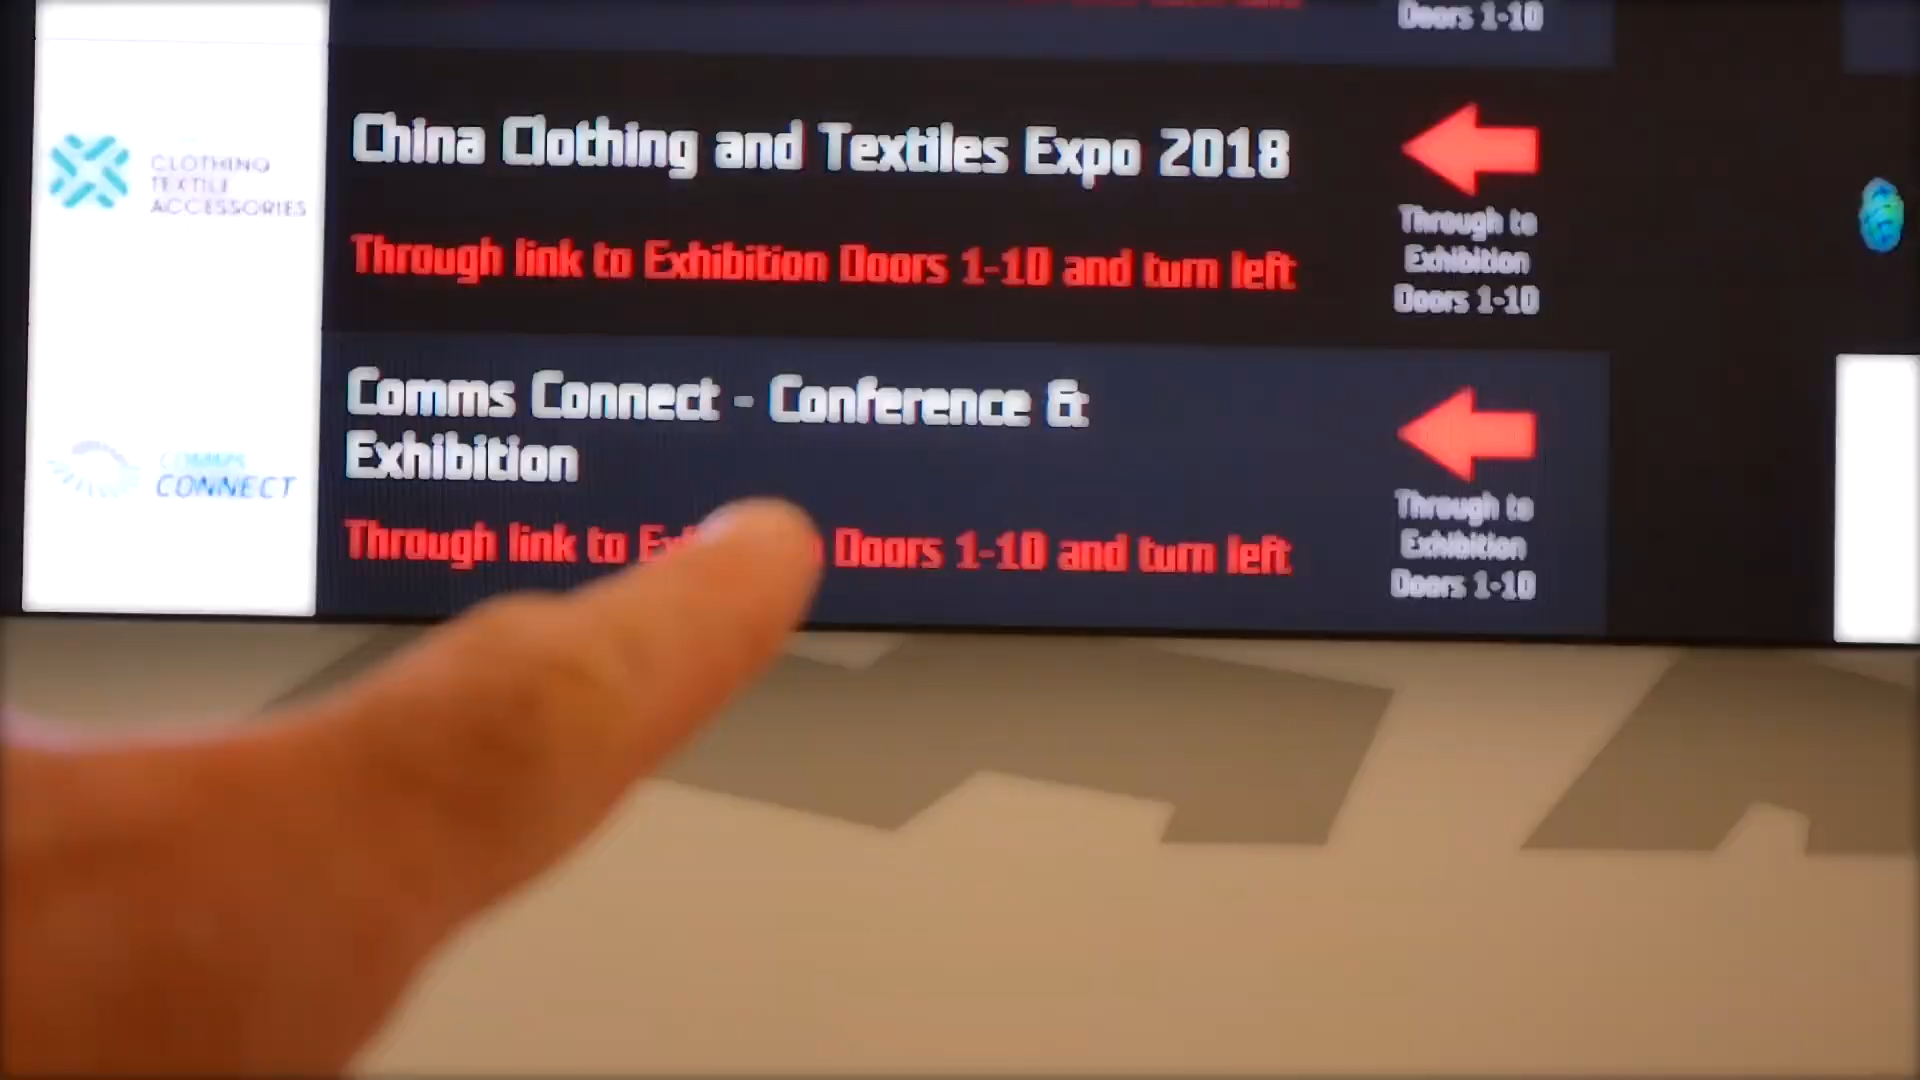 Doors 1-10
CLOTHING
TEXTILE
ACCESSORIES
China Clothing and Textiles Expo 2018
Through link to Exhibition Doors 1-10 and turn left
Through to
Exhibition
Doors 1-10
COMMS
CONNECT
Comms Connect - Conference &
Exhibition
Through link to Doors 1-10 and turn left
Through to
Exhibition
Doors 1-10